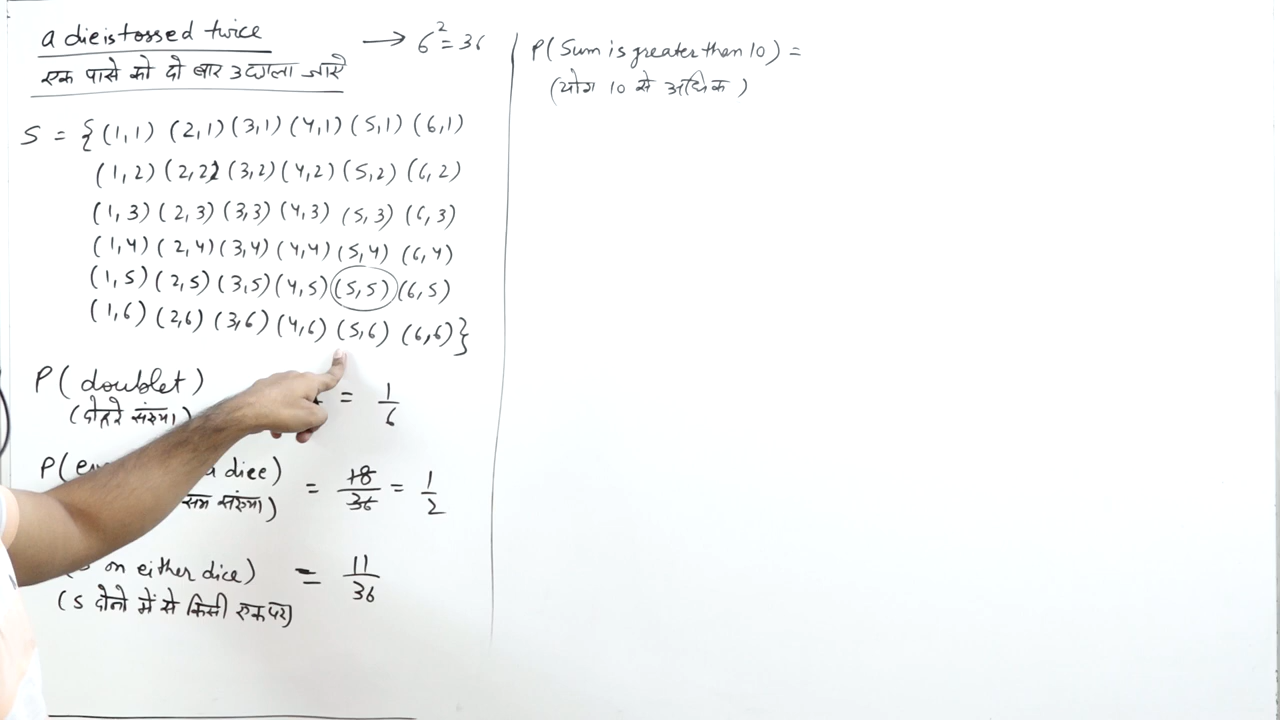 a die is tossed twice → 6² = 36
एक पासे को दो बार उछाला जाये
S = {(1,1) (2,1) (3,1) (4,1) (5,1) (6,1)
(1,2) (2,2) (3,2) (4,2) (5,2) (6,2)
(1,3) (2,3) (3,3) (4,3) (5,3) (6,3)
(1,4) (2,4) (3,4) (4,4) (5,4) (6,4)
(1,5) (2,5) (3,5) (4,5) (5,5) (6,5)
(1,6) (2,6) (3,6) (4,6) (5,6) (6,6)}
P(doublet) = 1/6
(दोहरे संख्या)
P( dice) = 18/36 = 1/2
सम संख्या)
on either dice) = 11/36
(5 दोनो में से किसी एक पर)
P(Sum is greater then 10) =
(योग 10 से अधिक)